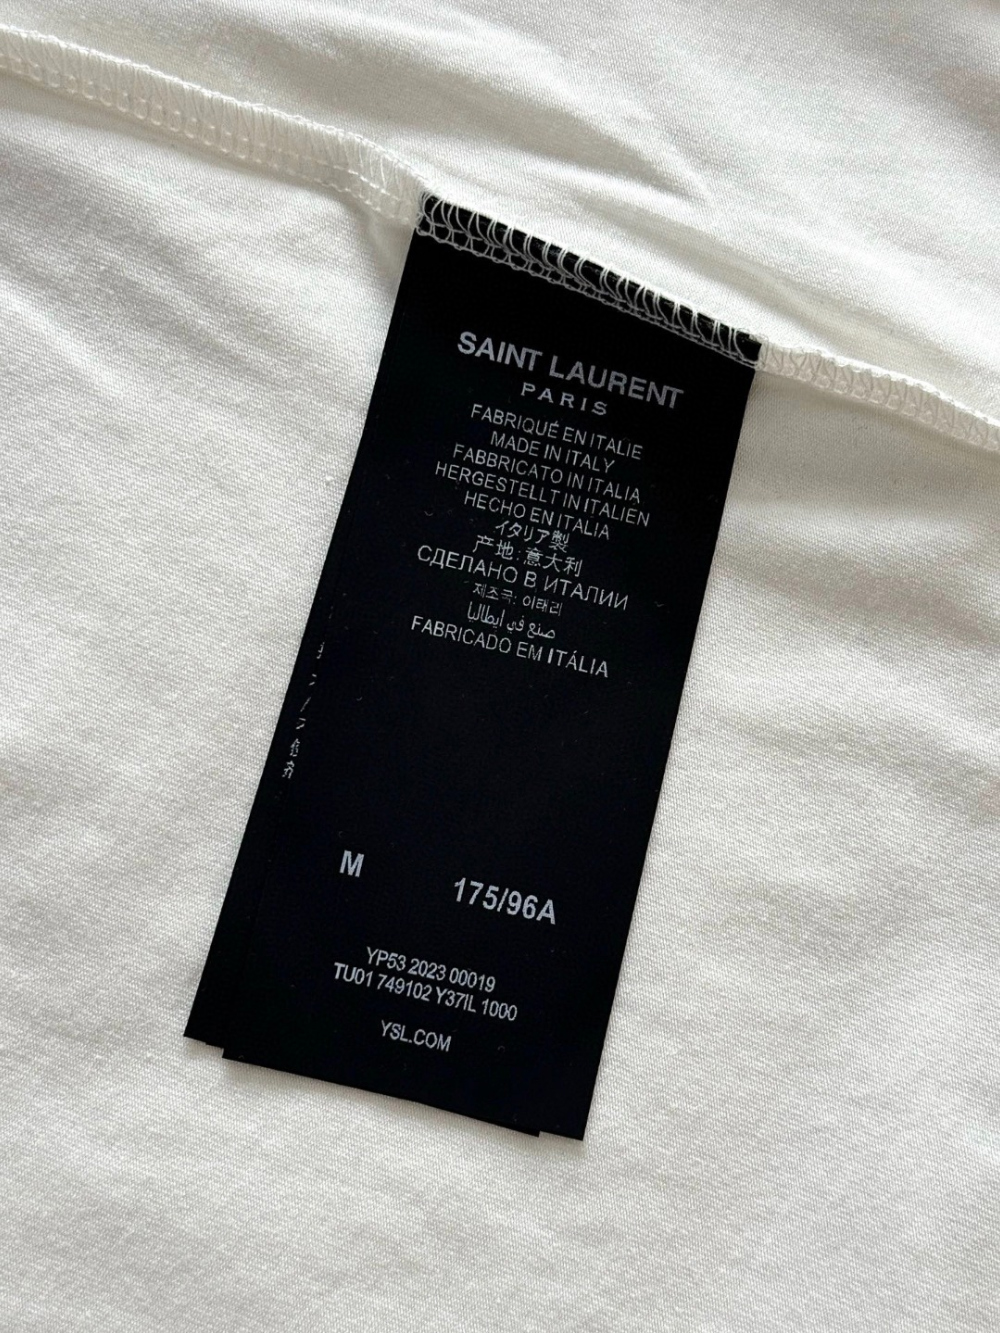 SAINT LAURENT
PARIS
FABRIQUÉ EN ITALIE
MADE IN ITALY
FABBRICATO IN ITALIA
HERGESTELLT IN ITALIEN
HECHO EN ITALIA
イタリア製
产地: 意大利
СДЕЛАНО В ИТАЛИИ
제조국: 이태리
صنع في ايطاليا
FABRICADO EM ITÁLIA
M 175/96A
YP53 2023 00019
TU01 749102 Y37IL 1000
YSL.COM